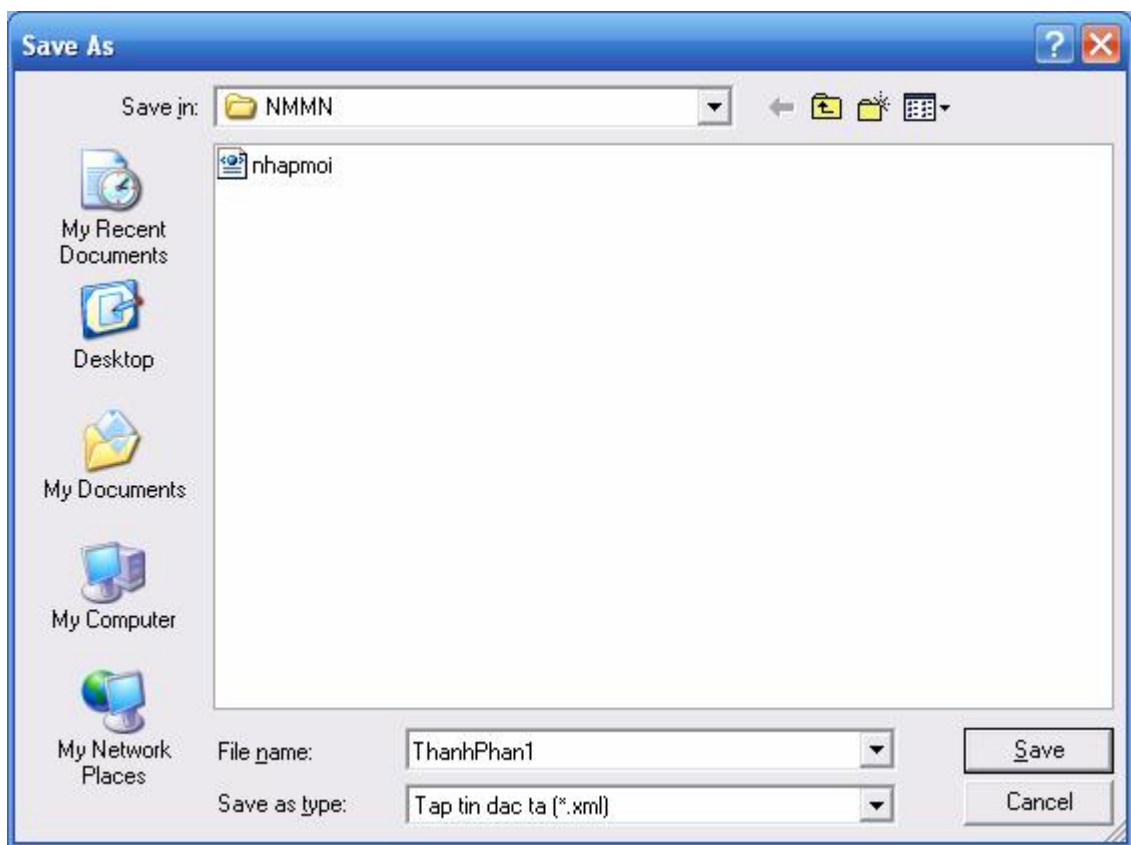 Save As
Save in:
NMMN
nhapmoi
My Recent
Documents
Desktop
My Documents
My Computer
My Network
Places
File name:
ThanhPhan1
Save
Save as type:
Tap tin dac ta (*.xml)
Cancel